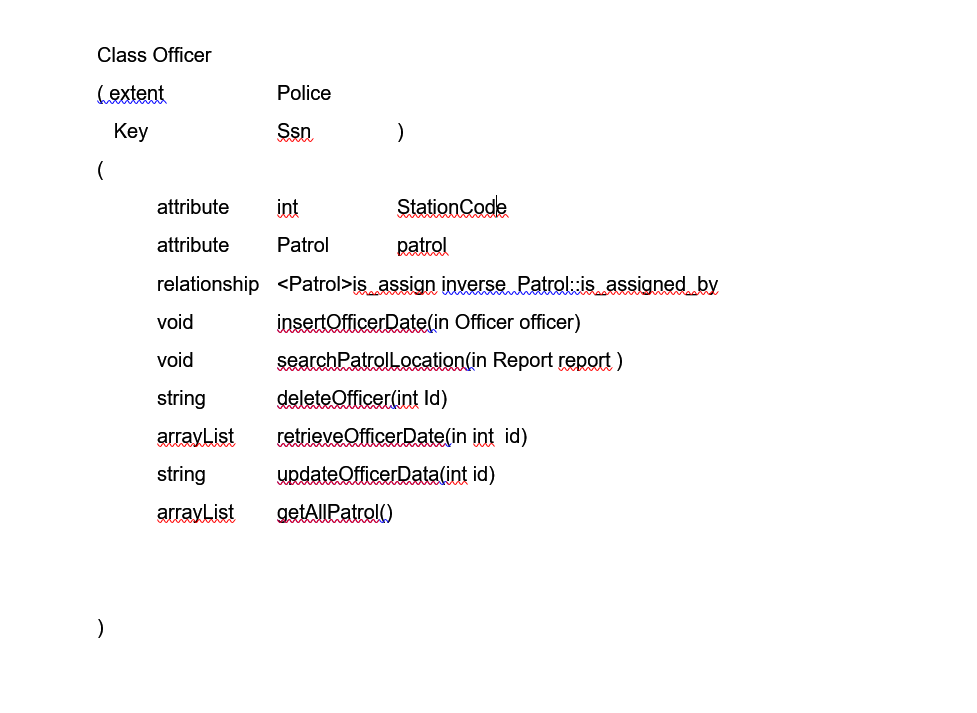 Class Officer
( extent Police
Key Ssn )
(
attribute int StationCode
attribute Patrol patrol
relationship <Patrol>is_assign inverse Patrol::is_assigned_by
void insertOfficerDate(in Officer officer)
void searchPatrolLocation(in Report report )
string deleteOfficer(int Id)
arrayList retrieveOfficerDate(in int id)
string updateOfficerData(int id)
arrayList getAllPatrol()
)